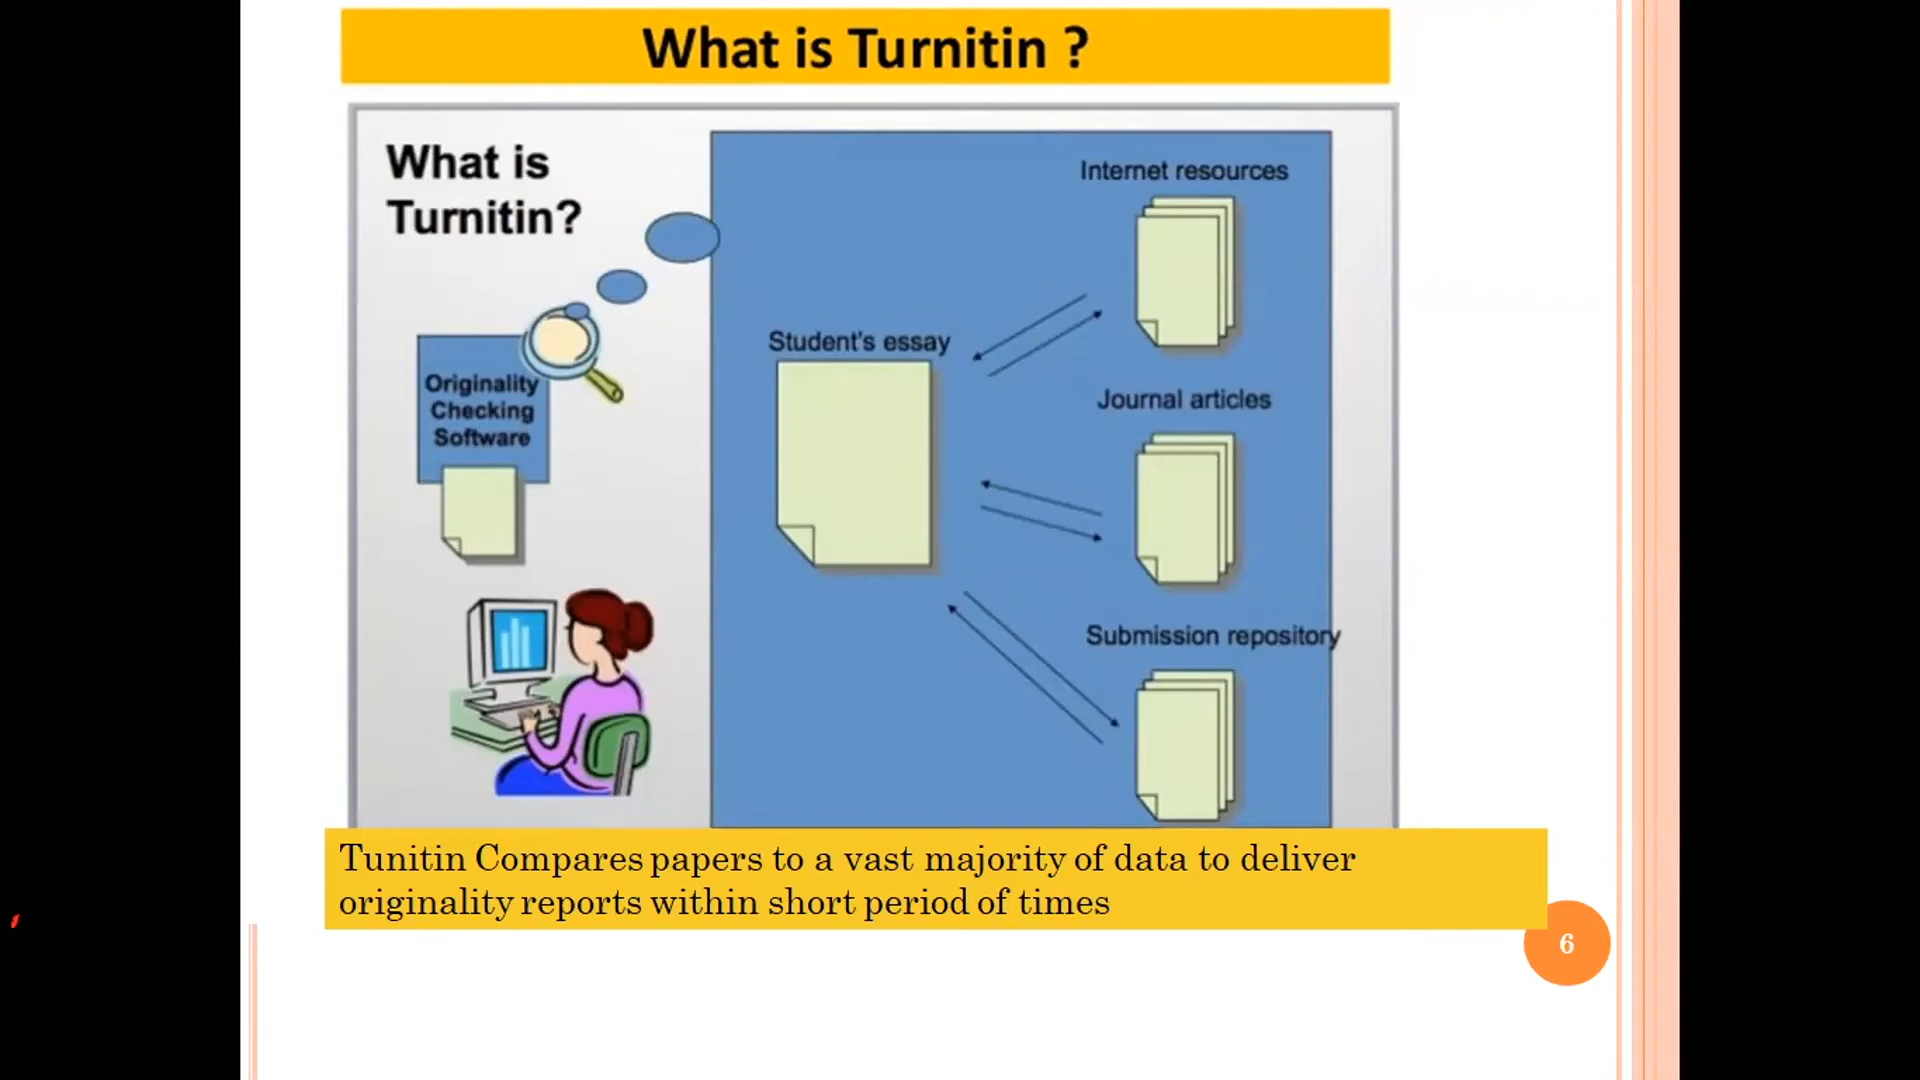 What is Turnitin ?
What is
Turnitin?
Originality
Checking
Software
Student's essay
Internet resources
Journal articles
Submission repository
Tunitin Compares papers to a vast majority of data to deliver
originality reports within short period of times
6